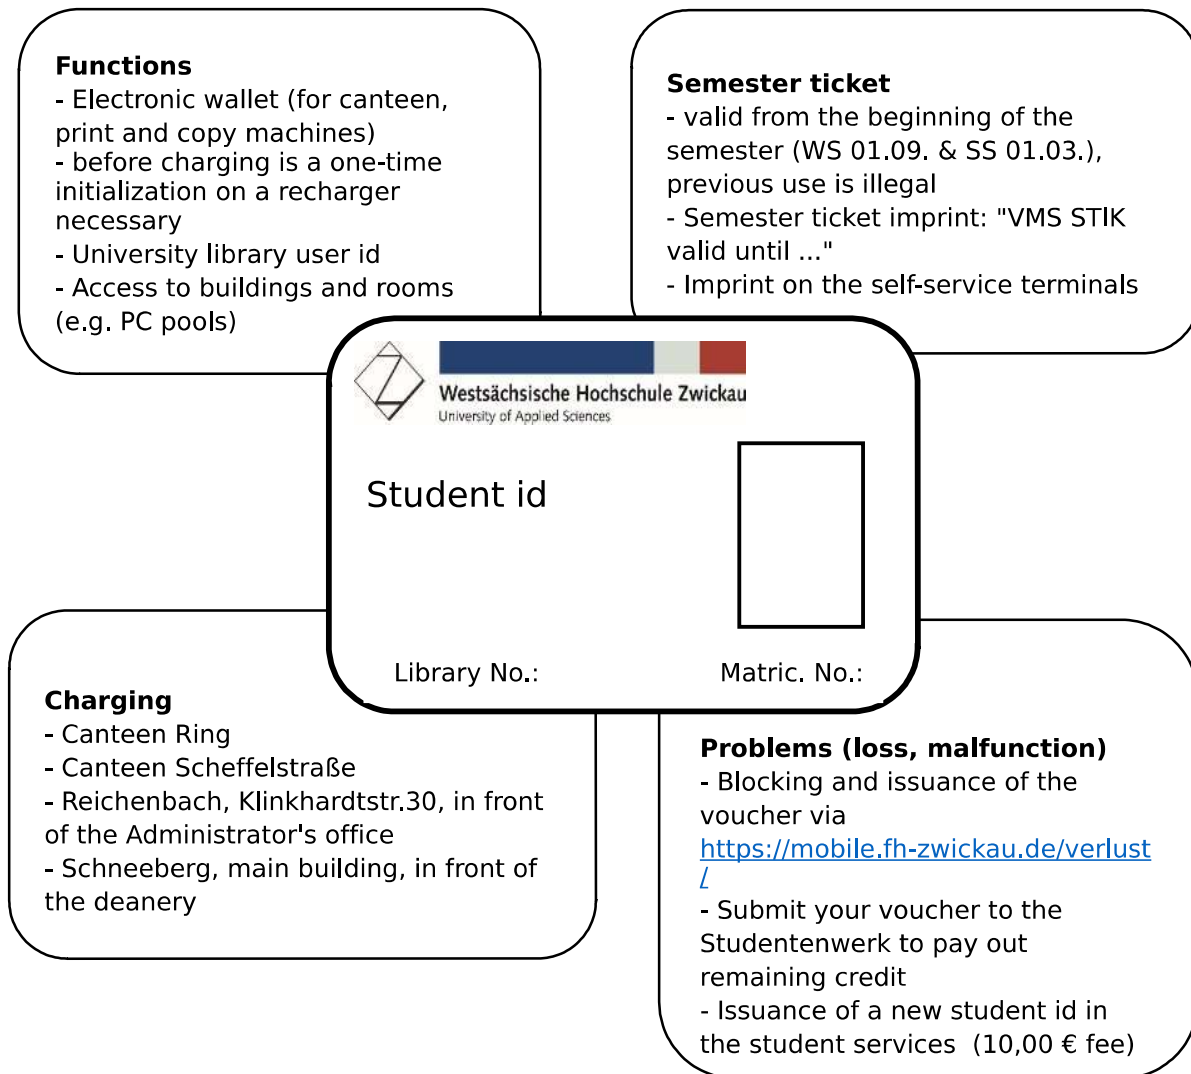 Functions
- Electronic wallet (for canteen,
print and copy machines)
- before charging is a one-time
initialization on a recharger
necessary
- University library user id
- Access to buildings and rooms
(e.g. PC pools)
Semester ticket
- valid from the beginning of the
semester (WS 01.09. & SS 01.03.),
previous use is illegal
- Semester ticket imprint: "VMS STIK
valid until ..."
- Imprint on the self-service terminals
Westsächsische Hochschule Zwickau
University of Applied Sciences
Student id
Library No.:
Matric. No.:
Charging
- Canteen Ring
- Canteen Scheffelstraße
- Reichenbach, Klinkhardtstr.30, in front
of the Administrator's office
- Schneeberg, main building, in front of
the deanery
Problems (loss, malfunction)
- Blocking and issuance of the
voucher via
https://mobile.fh-zwickau.de/verlust
/
- Submit your voucher to the
Studentenwerk to pay out
remaining credit
- Issuance of a new student id in
the student services  (10,00 € fee)